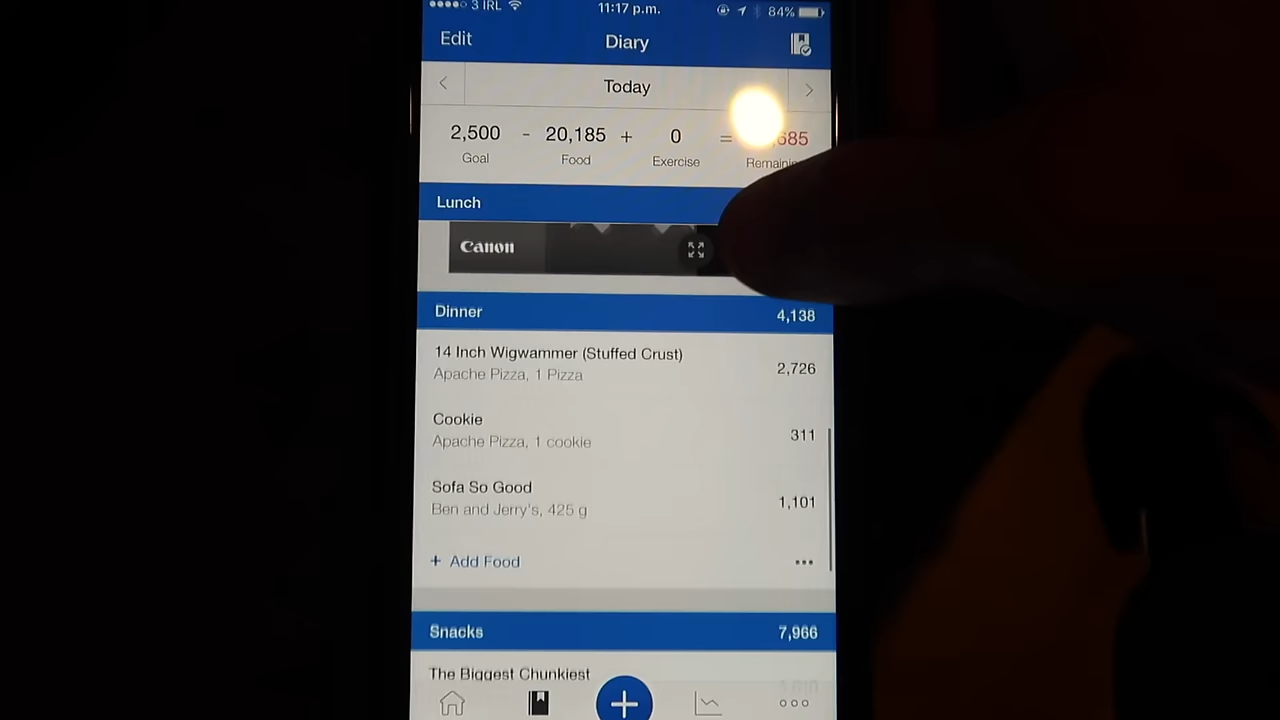 3 IRL 11:17 p.m. 84%
Edit Diary
Today
2,500 - 20,185 + 0 =
Goal Food Exercise
Lunch
Canon
Dinner 4,138
14 Inch Wigwammer (Stuffed Crust)
Apache Pizza, 1 Pizza 2,726
Cookie
Apache Pizza, 1 cookie 311
Sofa So Good
Ben and Jerry's, 425 g 1,101
+ Add Food
Snacks 7,966
The Biggest Chunkiest